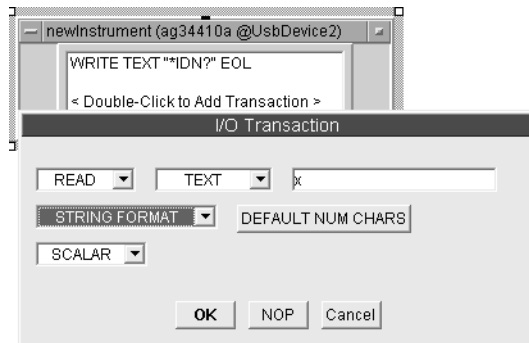 newInstrument (ag34410a @UsbDevice2)
WRITE TEXT "*IDN?" EOL
< Double-Click to Add Transaction >
I/O Transaction
READ TEXT x
STRING FORMAT DEFAULT NUM CHARS
SCALAR
OK NOP Cancel